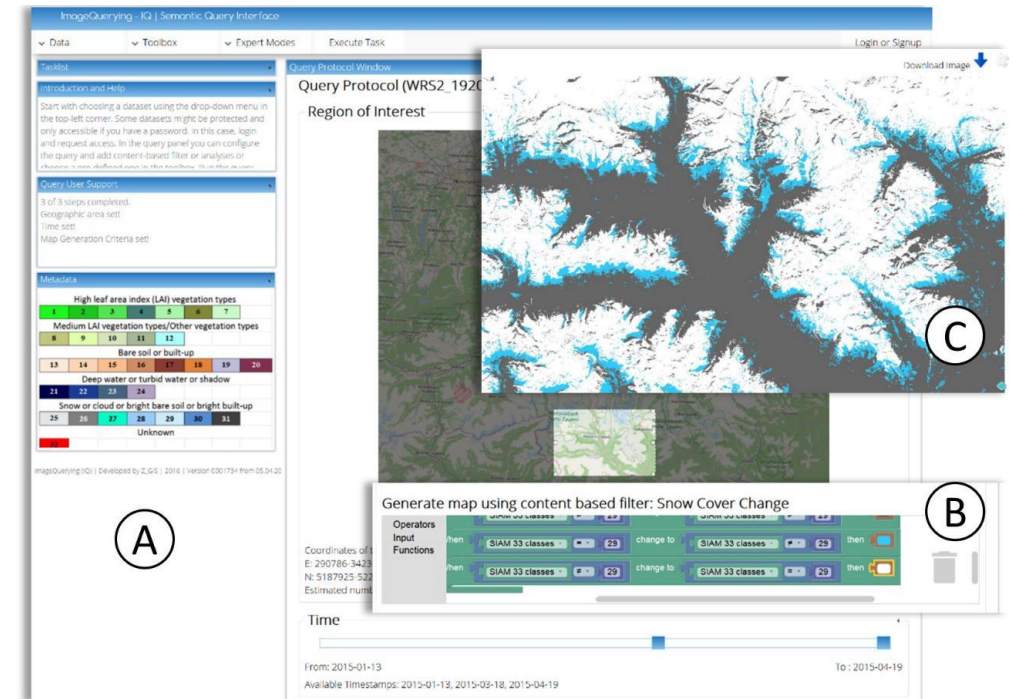 ImageQuerying - IQ | Semantic Query Interface
Data
Toolbox
Expert Modes
Execute Task
Login or Signup
Tasklist
Introduction and Help
Start with choosing a dataset using the drop-down menu in
the top-left corner. Some datasets might be protected and
only accessible if you have a password. In this case, login
and request access. In the query panel you can configure
the query and add content-based filter or analyses or
choose a pre-defined one in the toolbox. Run the query
Query User Support
3 of 3 steps completed.
Geographic area set!
Time set!
Map Generation Criteria set!
Metadata
High leaf area index (LAI) vegetation types
1 2 3 4 5 6 7
Medium LAI vegetation types/Other vegetation types
8 9 10 11 12
Bare soil or built-up
13 14 15 16 17 18 19 20
Deep water or turbid water or shadow
21 22 23 24
Snow or cloud or bright bare soil or bright built-up
25 26 27 28 29 30 31
Unknown
ImageQuerying (IQ) | Developed by Z_GIS | 2016 | Version 0001734 from 05.04.20
A
Query Protocol Window
Query Protocol (WRS2_1920
Region of Interest
Download Image
C
Generate map using content based filter: Snow Cover Change
B
Operators
Input
Functions
SIAM 33 classes ≠ 29
SIAM 33 classes = 29
SIAM 33 classes = 29 change to SIAM 33 classes ≠ 29 then
SIAM 33 classes 29 change to SIAM 33 classes = 29 then
Coordinates of
E: 290786-3423
N: 5187925-522
Estimated num
Time
From: 2015-01-13
To : 2015-04-19
Available Timestamps: 2015-01-13, 2015-03-18, 2015-04-19